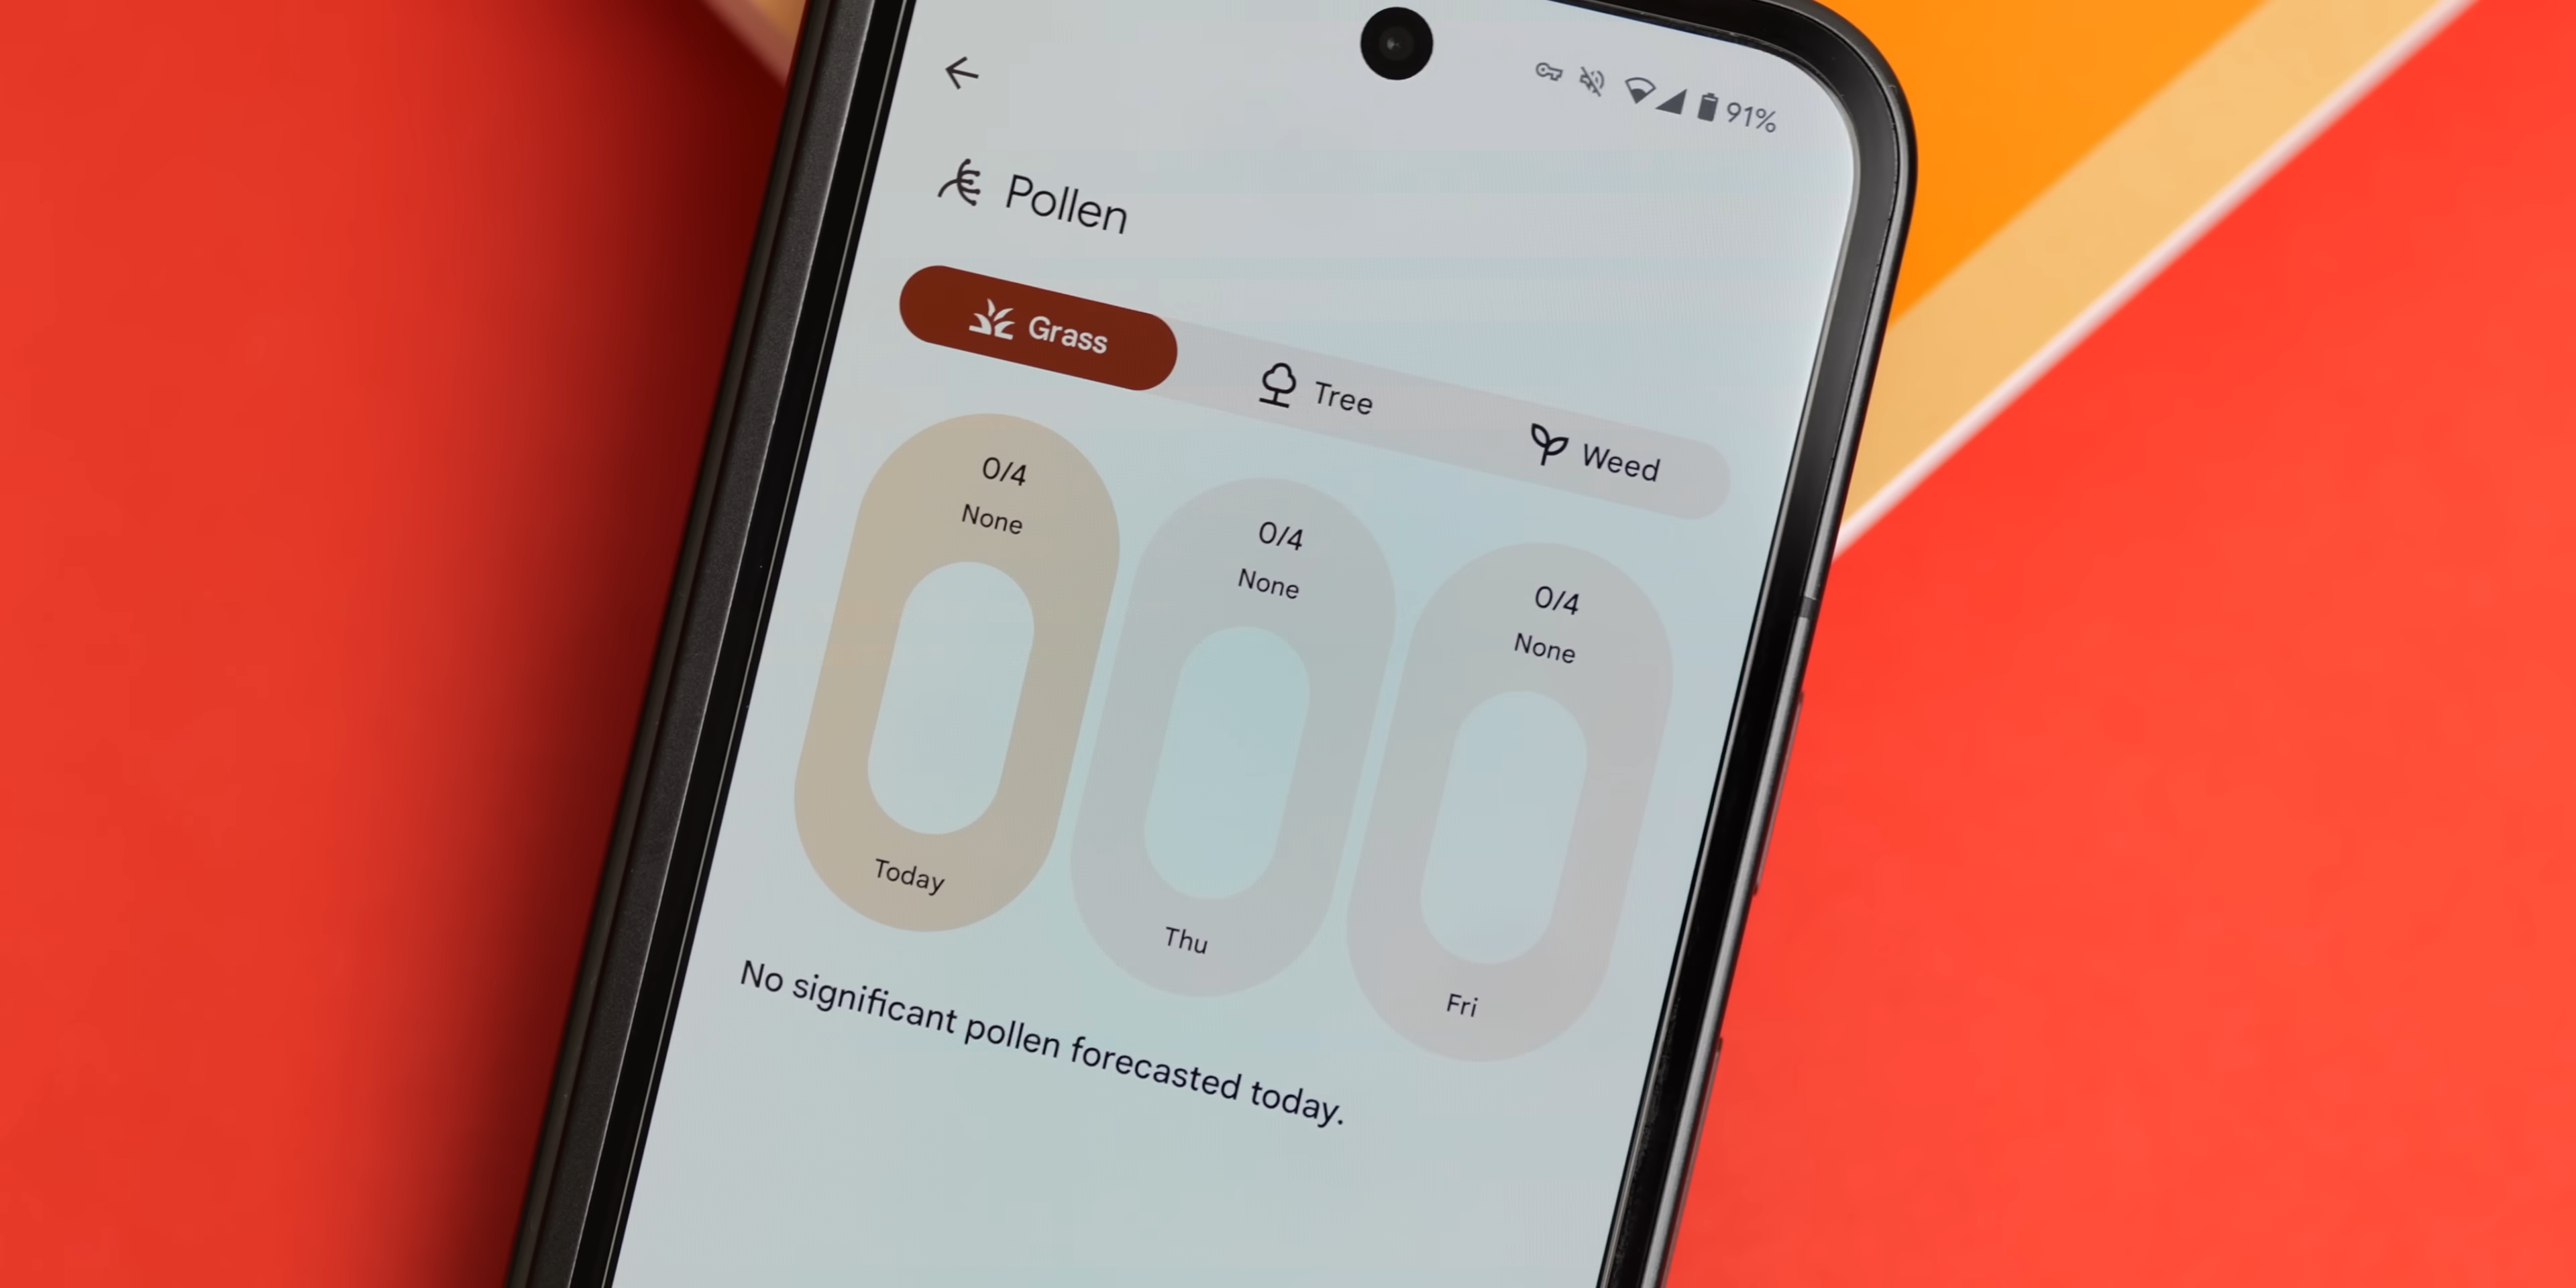 91%
Pollen
Grass
Tree
Weed
0/4
None
Today
0/4
None
Thu
0/4
None
Fri
No significant pollen forecasted today.